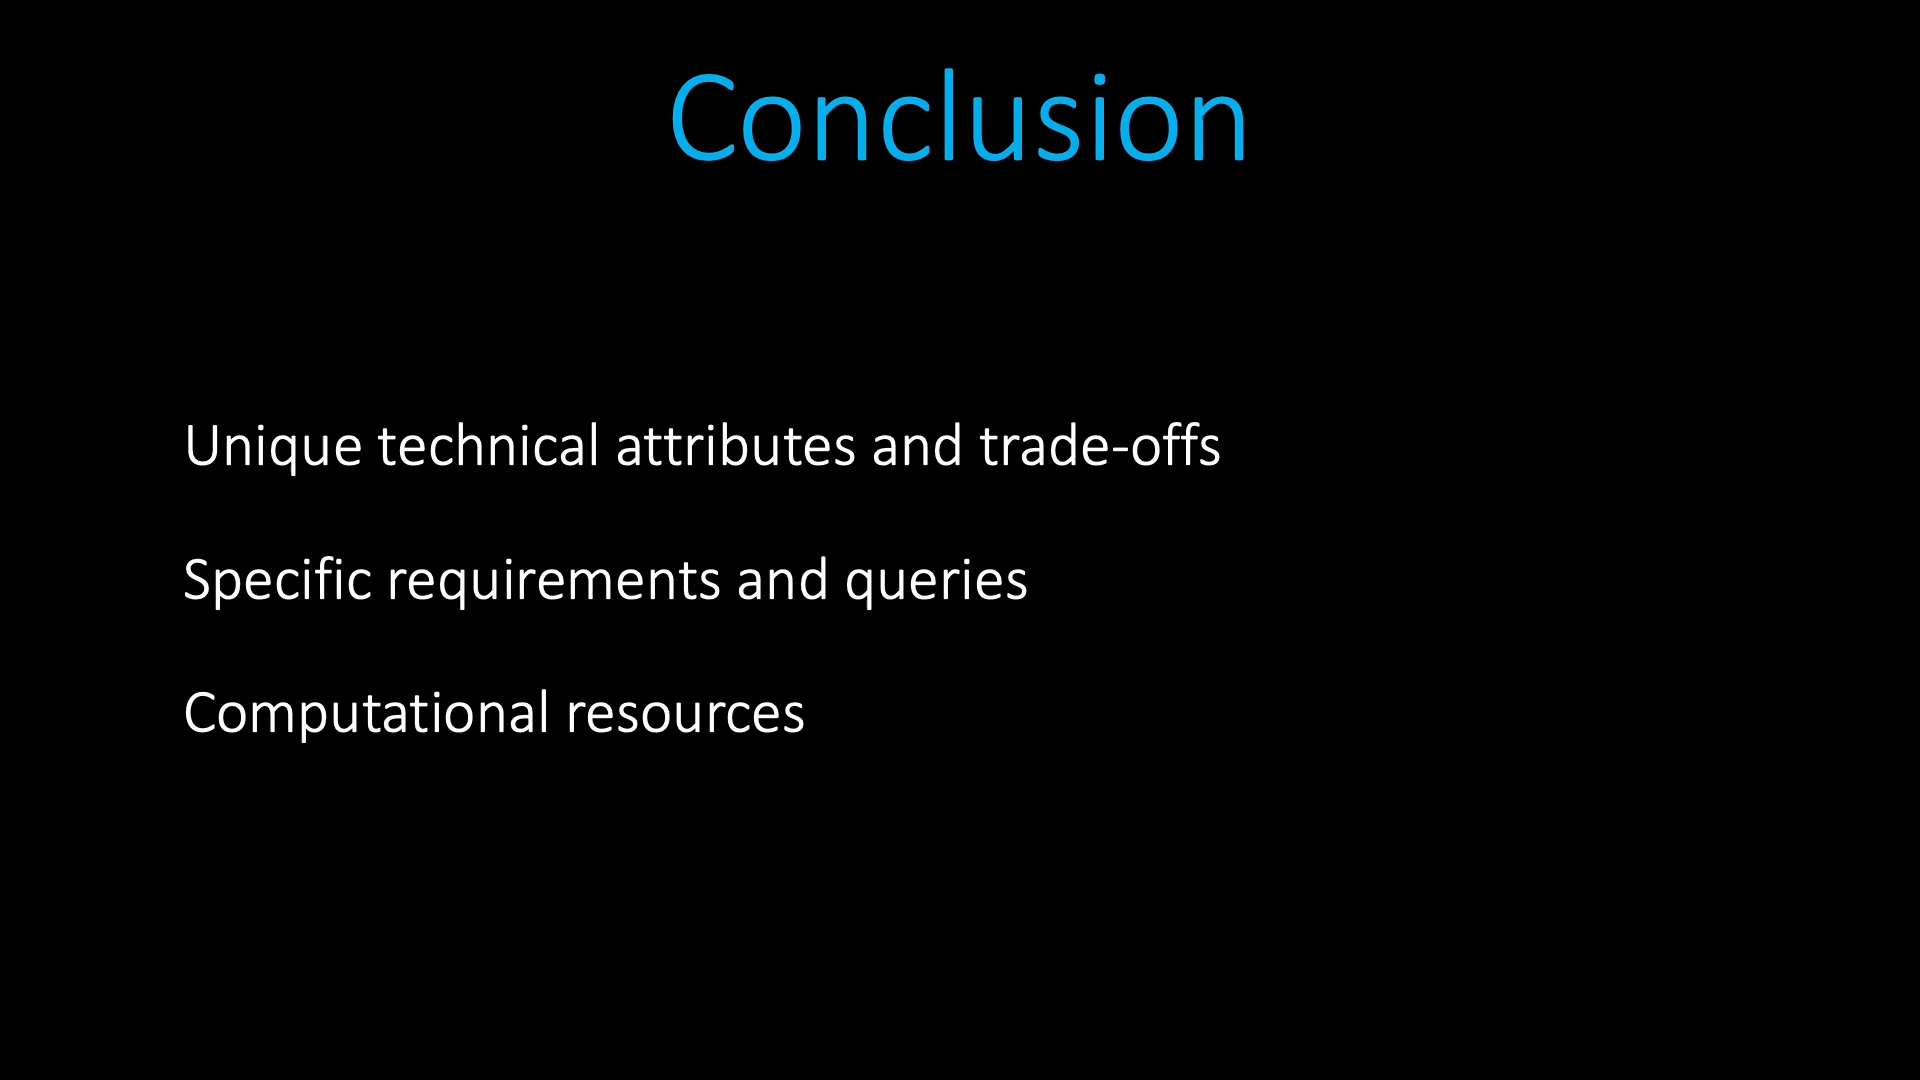 Conclusion
Unique technical attributes and trade-offs
Specific requirements and queries
Computational resources